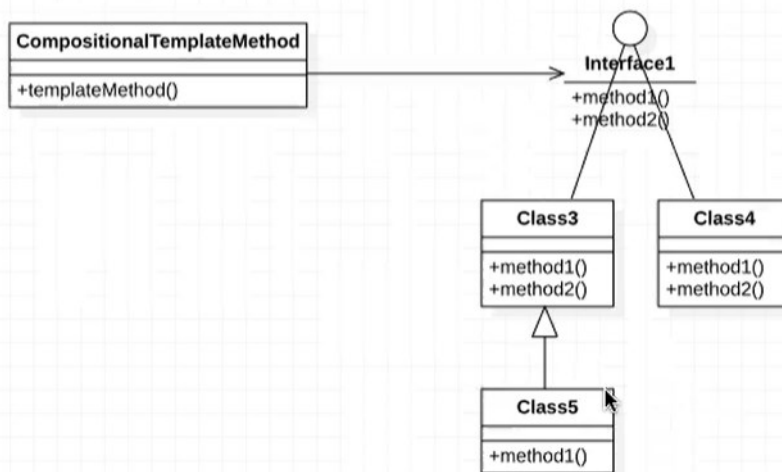 CompositionalTemplateMethod
+templateMethod()
Interface1
+method1()
+method2()
Class3
+method1()
+method2()
Class4
+method1()
+method2()
Class5
+method1()